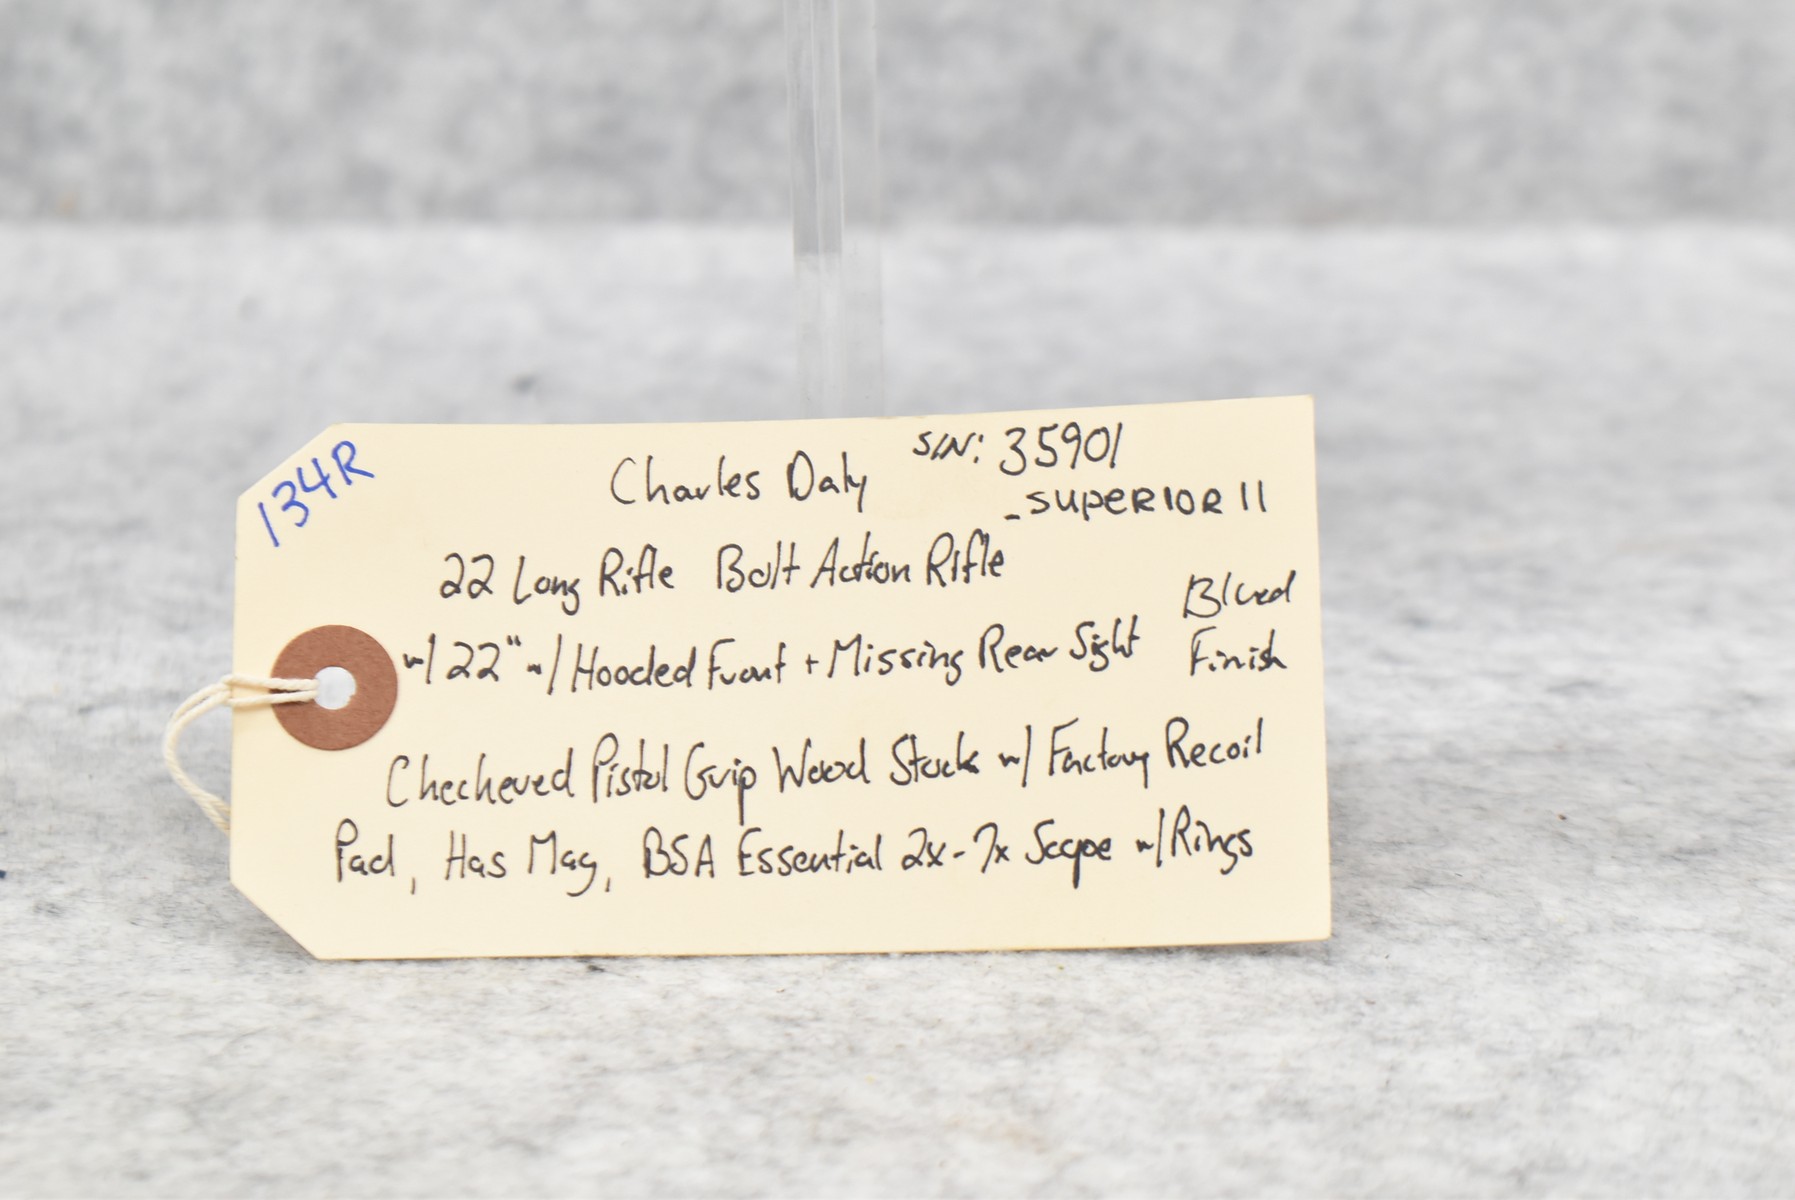 134R
Charles Daly S/N: 35901
- SUPERIOR II
22 Long Rifle Bolt Action Rifle
w/ 22" w/ Hooded Front + Missing Rear Sight
Blued
Finish
Checkered Pistol Grip Wood Stock w/ Factory Recoil
Pad, Has Mag, BSA Essential 2x-7x Scope w/ Rings